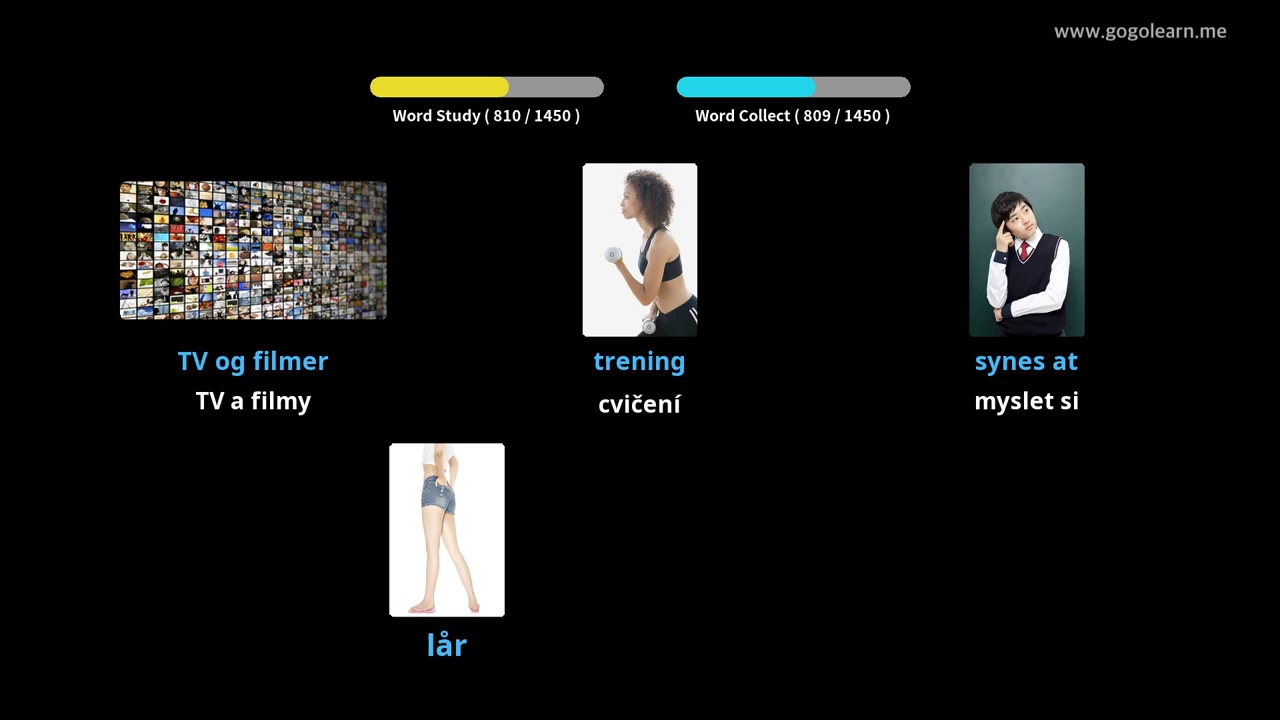 www.gogolearn.me
Word Study ( 810 / 1450 )
Word Collect ( 809 / 1450 )
TV og filmer
TV a filmy
trening
cvičení
synes at
myslet si
lår